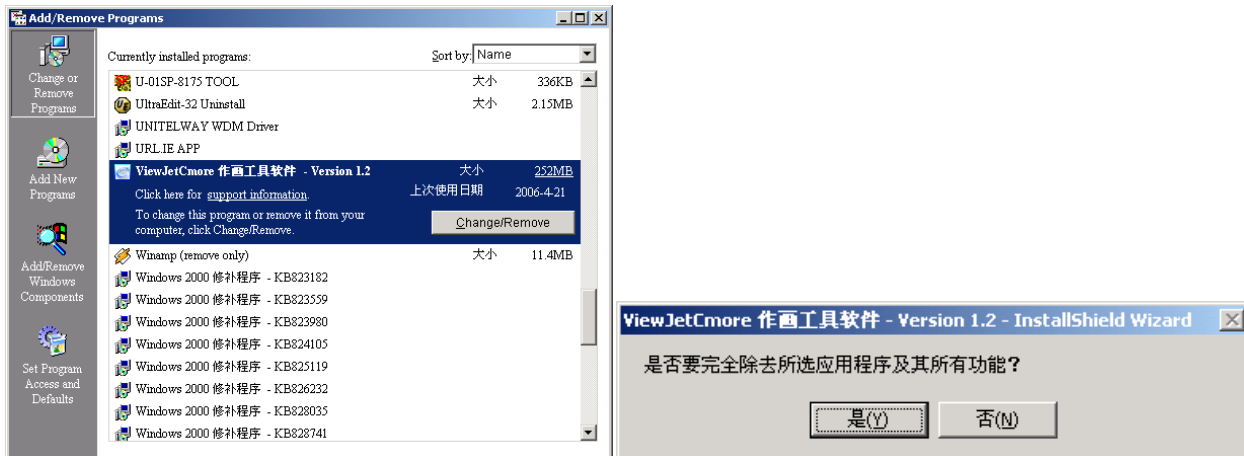 Add/Remove Programs
Change or
Remove
Programs
Add New
Programs
Add/Remove
Windows
Components
Set Program
Access and
Defaults
Currently installed programs:
Sort by: Name
U-01SP-8175 TOOL 大小 336KB
UltraEdit-32 Uninstall 大小 2.15MB
UNITELWAY WDM Driver
URL.IE APP
ViewJetCmore 作画工具软件 - Version 1.2 大小 252MB
Click here for support information. 上次使用日期 2006-4-21
To change this program or remove it from your
computer, click Change/Remove.
Change/Remove
Winamp (remove only) 大小 11.4MB
Windows 2000 修补程序 - KB823182
Windows 2000 修补程序 - KB823559
Windows 2000 修补程序 - KB823980
Windows 2000 修补程序 - KB824105
Windows 2000 修补程序 - KB825119
Windows 2000 修补程序 - KB826232
Windows 2000 修补程序 - KB828035
Windows 2000 修补程序 - KB828741
ViewJetCmore 作画工具软件 - Version 1.2 - InstallShield Wizard
是否要完全除去所选应用程序及其所有功能?
是(Y) 否(N)